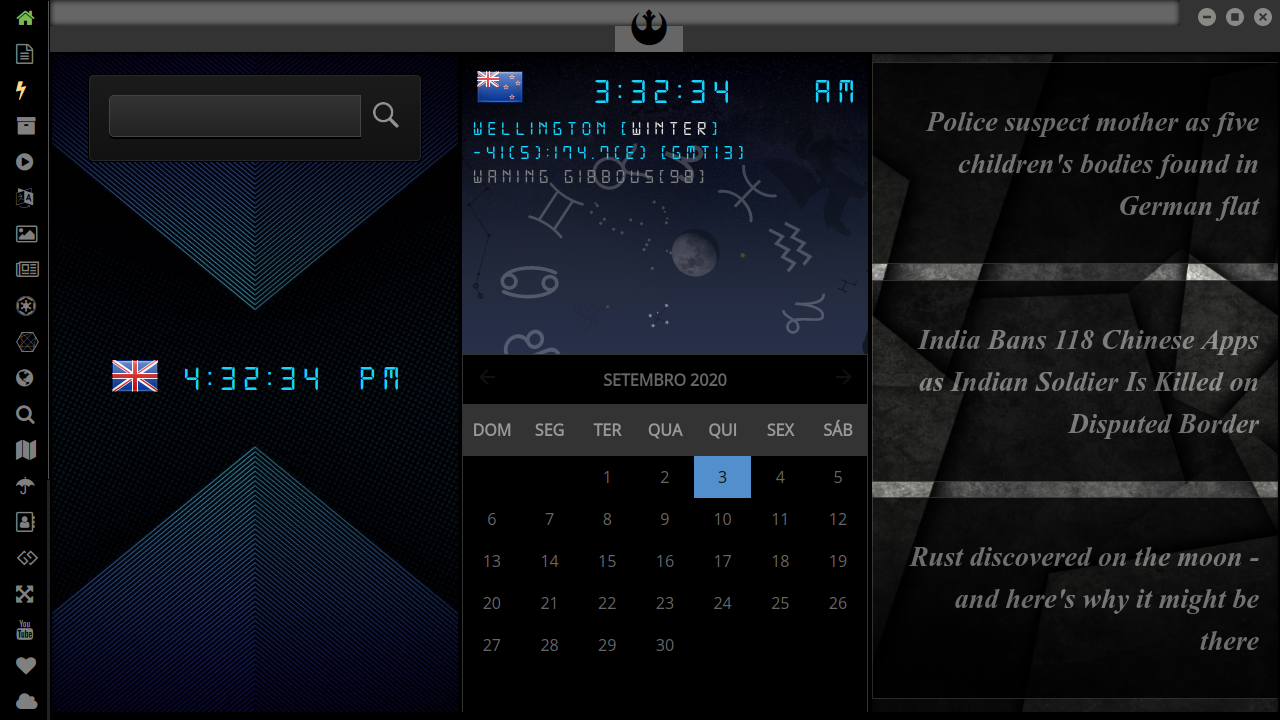 3:32:34 AM
WELLINGTON (WINTER)
-41(S):174.7(E) (GMT13)
WANING GIBBOUS(98)
4:32:34 PM
SETEMBRO 2020
DOM SEG TER QUA QUI SEX SÁB
1 2 3 4 5
6 7 8 9 10 11 12
13 14 15 16 17 18 19
20 21 22 23 24 25 26
27 28 29 30
Police suspect mother as five
children's bodies found in
German flat
India Bans 118 Chinese Apps
as Indian Soldier Is Killed on
Disputed Border
Rust discovered on the moon -
and here's why it might be
there
You
Tube